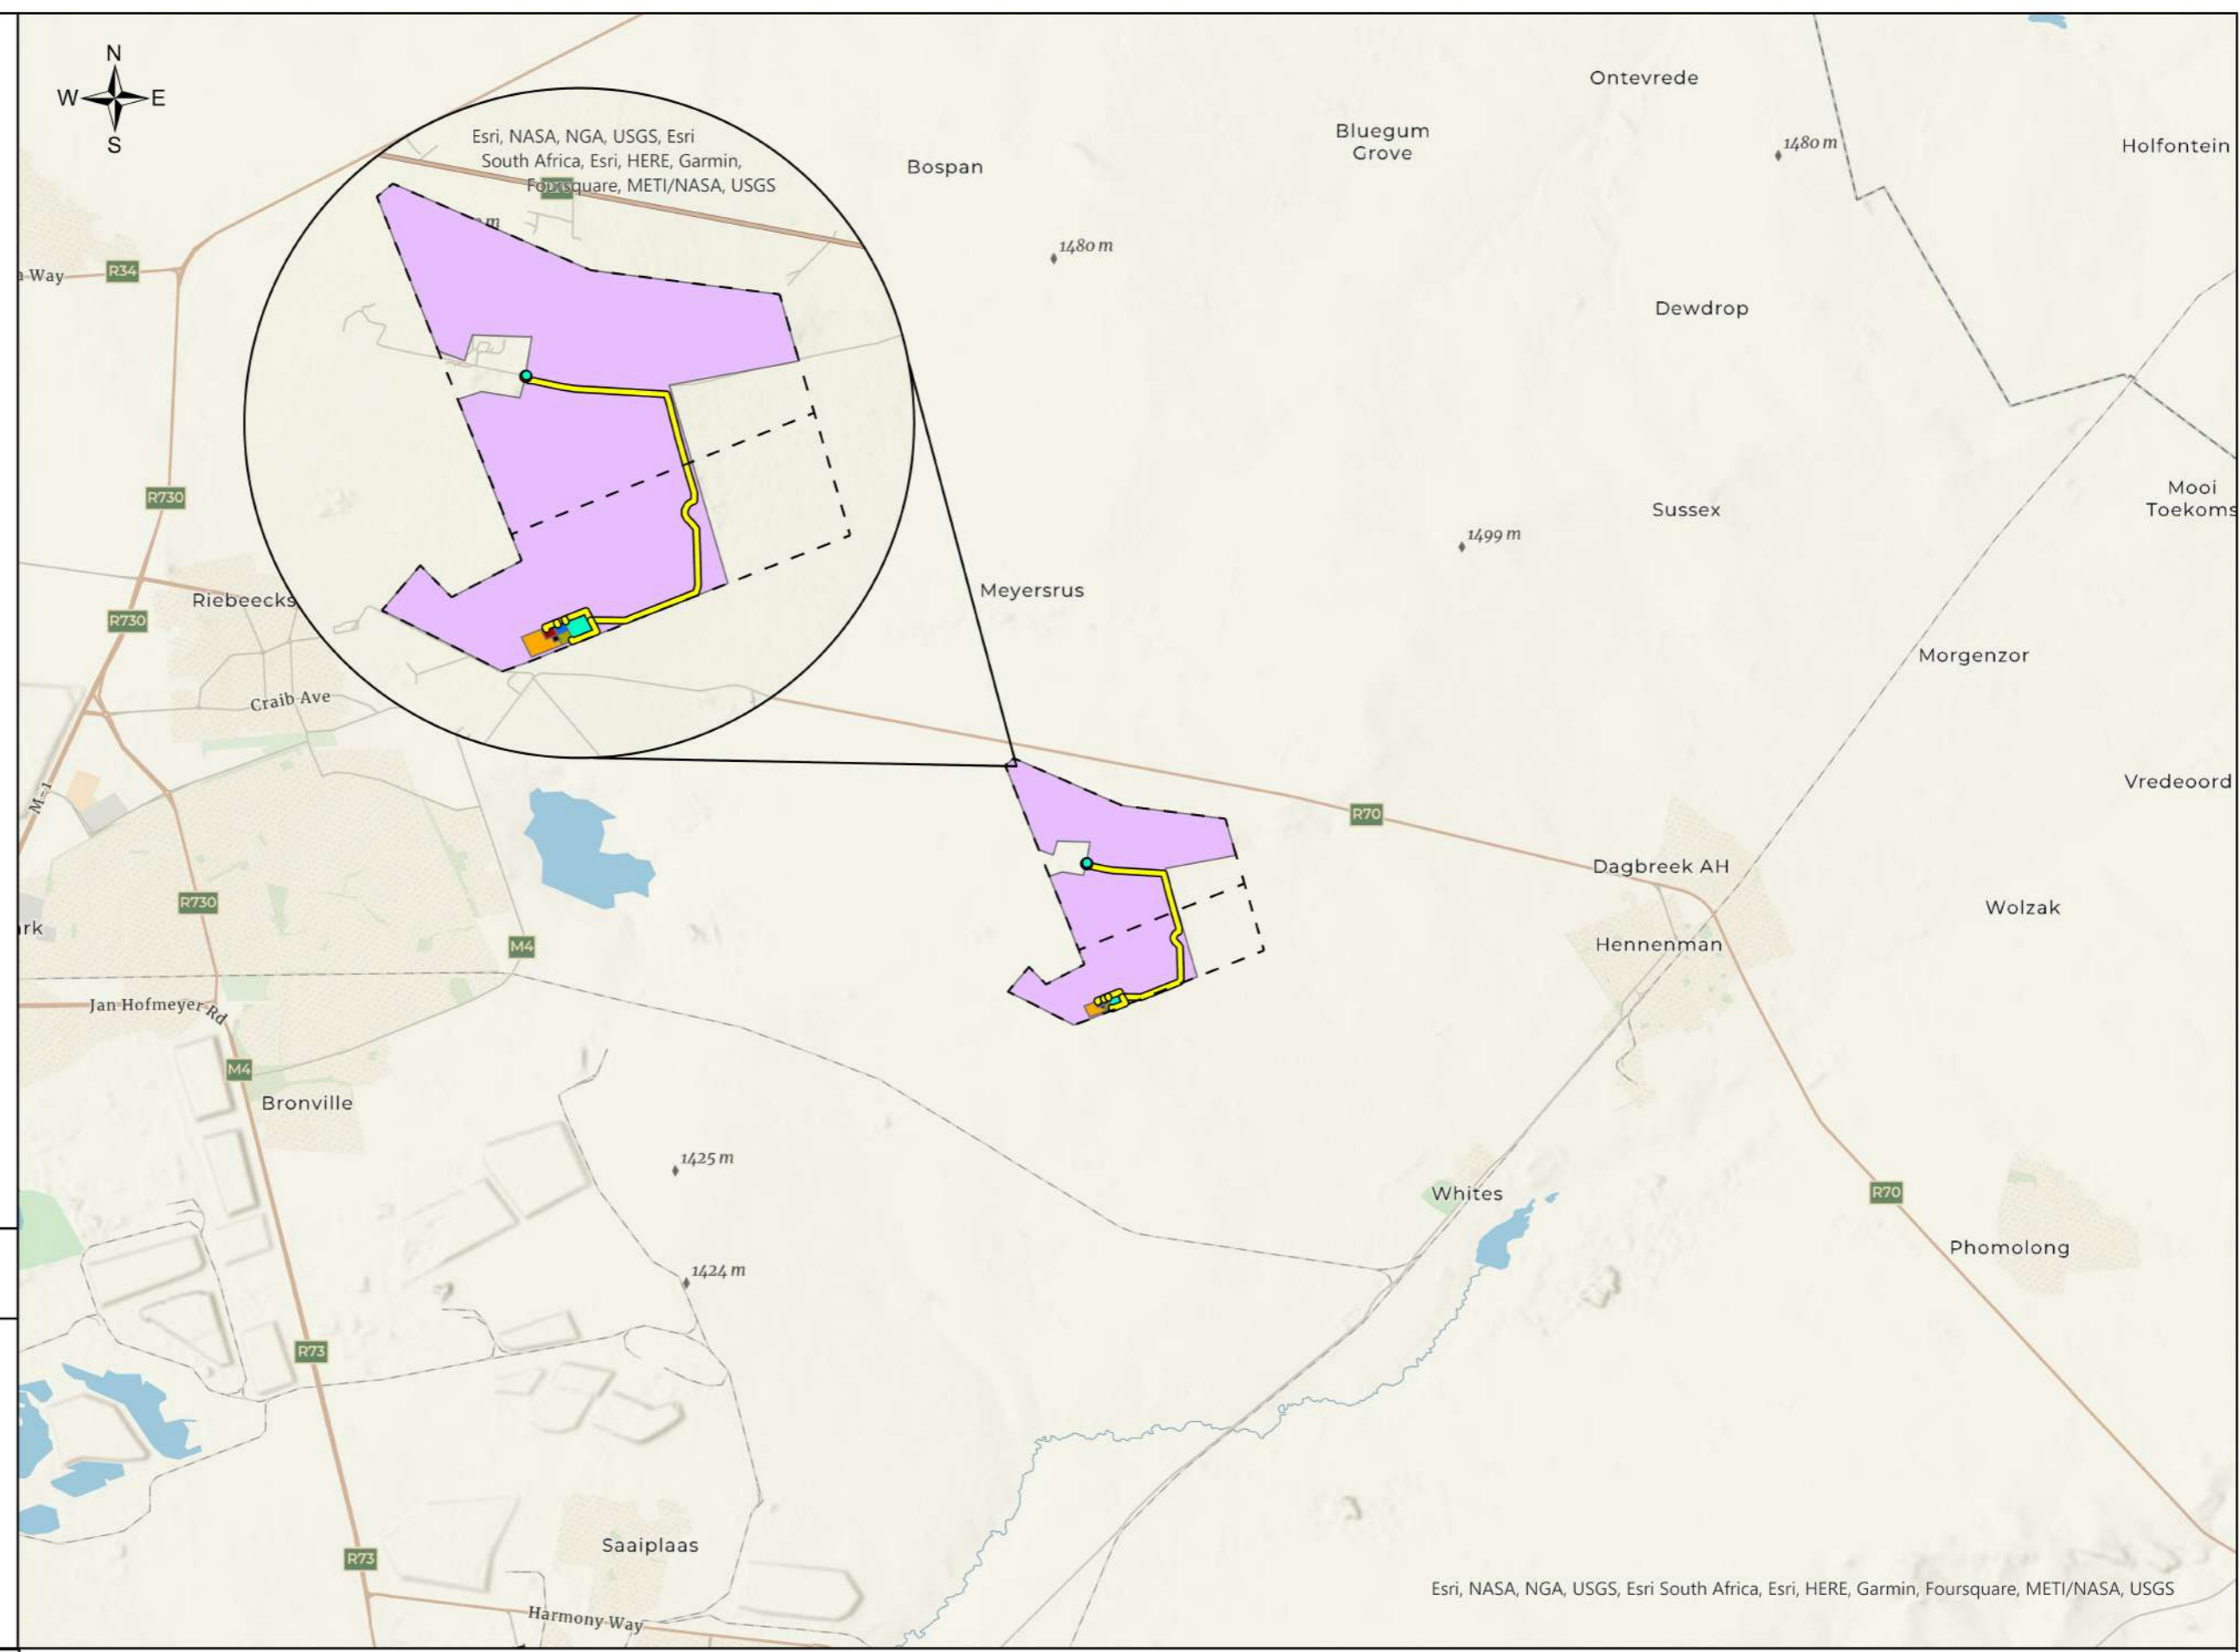 N
W E
S
Esri, NASA, NGA, USGS, Esri
South Africa, Esri, HERE, Garmin,
Foursquare, METI/NASA, USGS
m
Ontevrede
Bluegum
Grove
1480 m
Holfontein
Bospan
1480 m
Way
R34
Dewdrop
R730
Mooi
Toekoms
Sussex
1499 m
Riebeecks
Meyersrus
R730
Morgenzor
Craib Ave
Vredeoord
M-1
R70
Dagbreek AH
R730
Wolzak
rk
M4
Hennenman
Jan Hofmeyer Rd
M4
Bronville
1425 m
Whites
R70
Phomolong
1424 m
R73
Saaiplaas
R73
Esri, NASA, NGA, USGS, Esri South Africa, Esri, HERE, Garmin, Foursquare, METI/NASA, USGS
Harmony Way